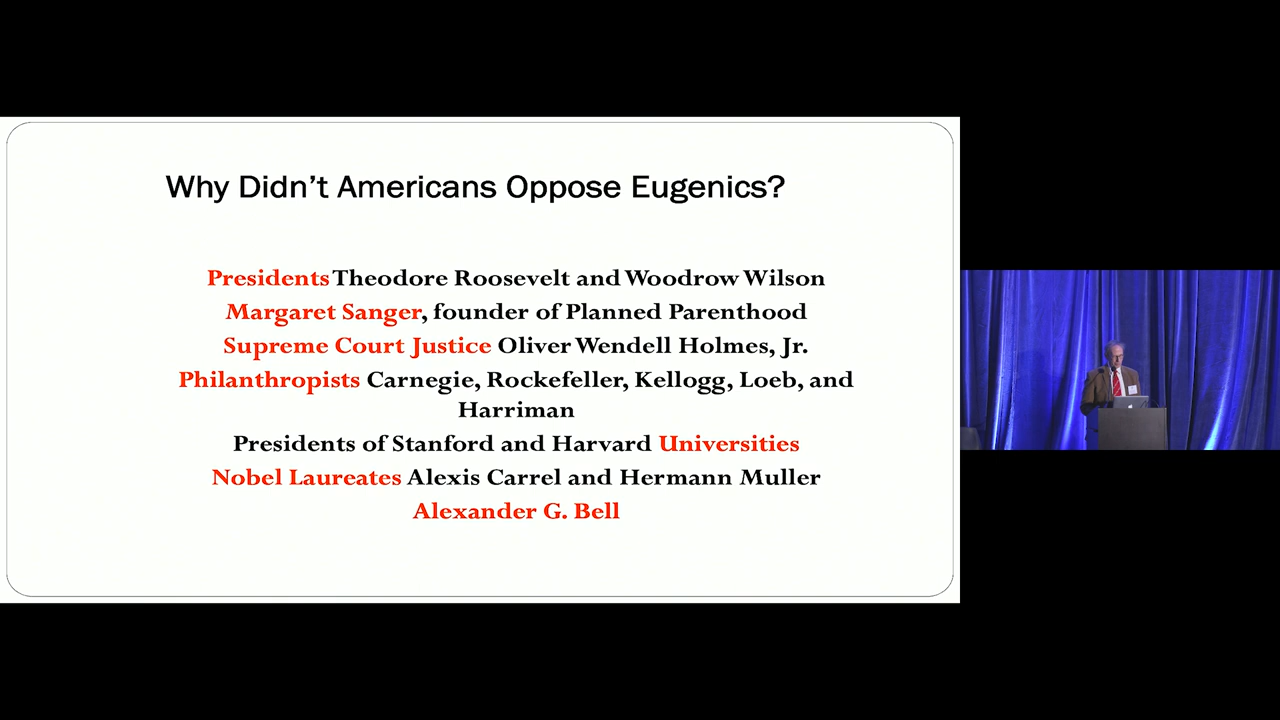 Why Didn’t Americans Oppose Eugenics?
Presidents Theodore Roosevelt and Woodrow Wilson
Margaret Sanger, founder of Planned Parenthood
Supreme Court Justice Oliver Wendell Holmes, Jr.
Philanthropists Carnegie, Rockefeller, Kellogg, Loeb, and
Harriman
Presidents of Stanford and Harvard Universities
Nobel Laureates Alexis Carrel and Hermann Muller
Alexander G. Bell